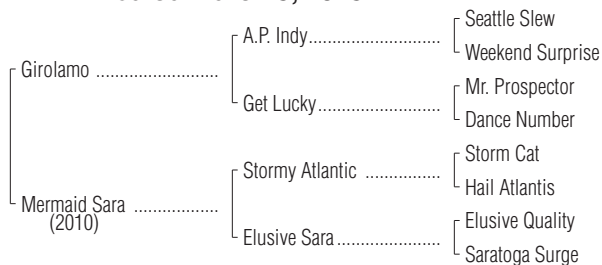 A.P. Indy
Seattle Slew
Weekend Surprise
Girolamo
Get Lucky
Mr. Prospector
Dance Number
Mermaid Sara
(2010)
Stormy Atlantic
Storm Cat
Hail Atlantis
Elusive Sara
Elusive Quality
Saratoga Surge